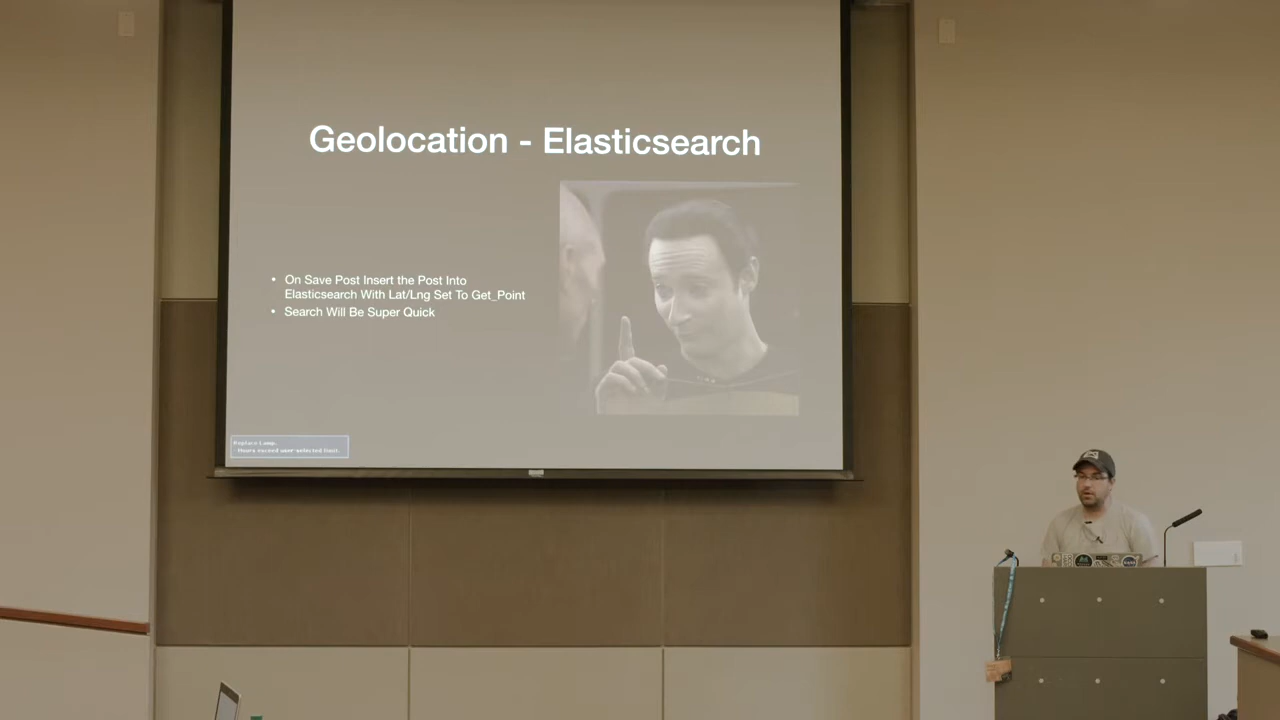 Geolocation - Elasticsearch
• On Save Post Insert the Post Into
Elasticsearch With Lat/Lng Set To Get_Point
• Search Will Be Super Quick
Replace Lamp.
Hours exceed user selected limit.